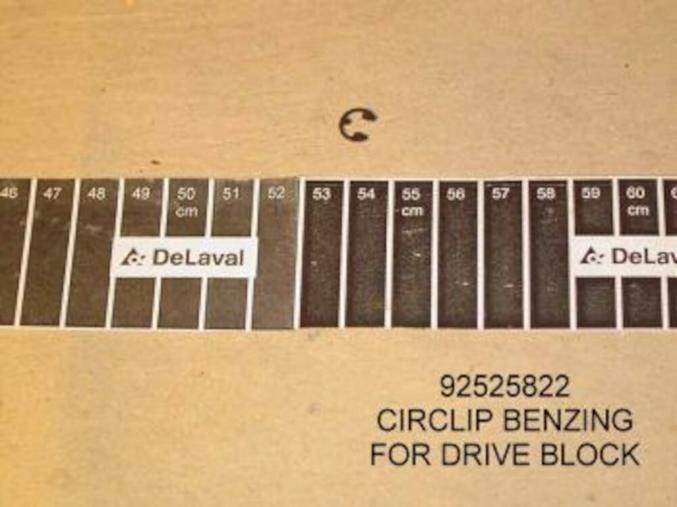 46 47 48 49 50 51 52 53 54 55 56 57 58 59 60
cm cm cm
DeLaval DeLav
92525822
CIRCLIP BENZING
FOR DRIVE BLOCK